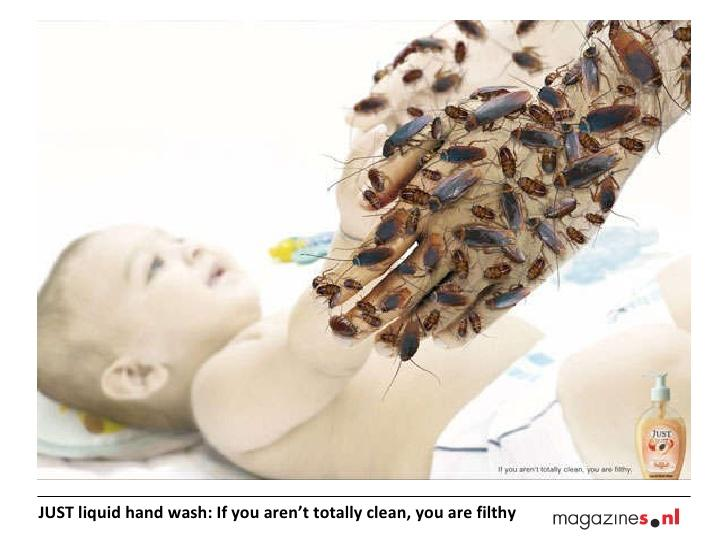 If you aren't totally clean, you are filthy.
JUST
JUST liquid hand wash: If you aren't totally clean, you are filthy
magazines.nl